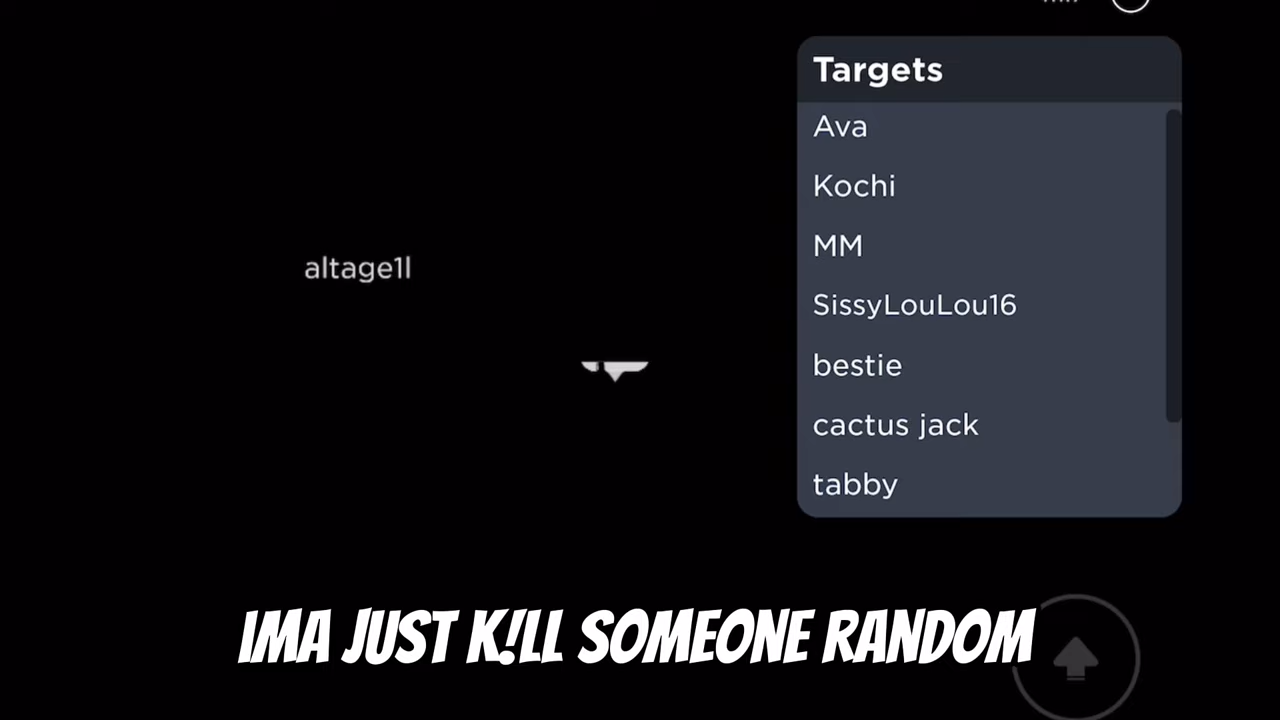 Targets
Ava
Kochi
MM
altage1l
SissyLouLou16
bestie
cactus jack
tabby
IMA JUST K!LL SOMEONE RANDOM